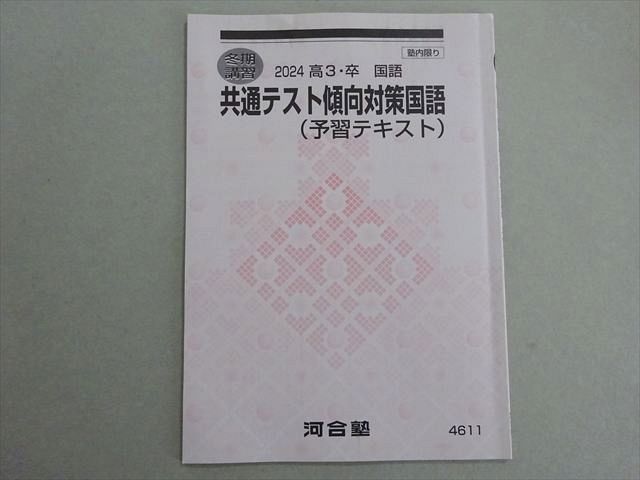 冬期
講習
塾内限り
2024 高3・卒 国語
共通テスト傾向対策国語
(予習テキスト)
河合塾
4611